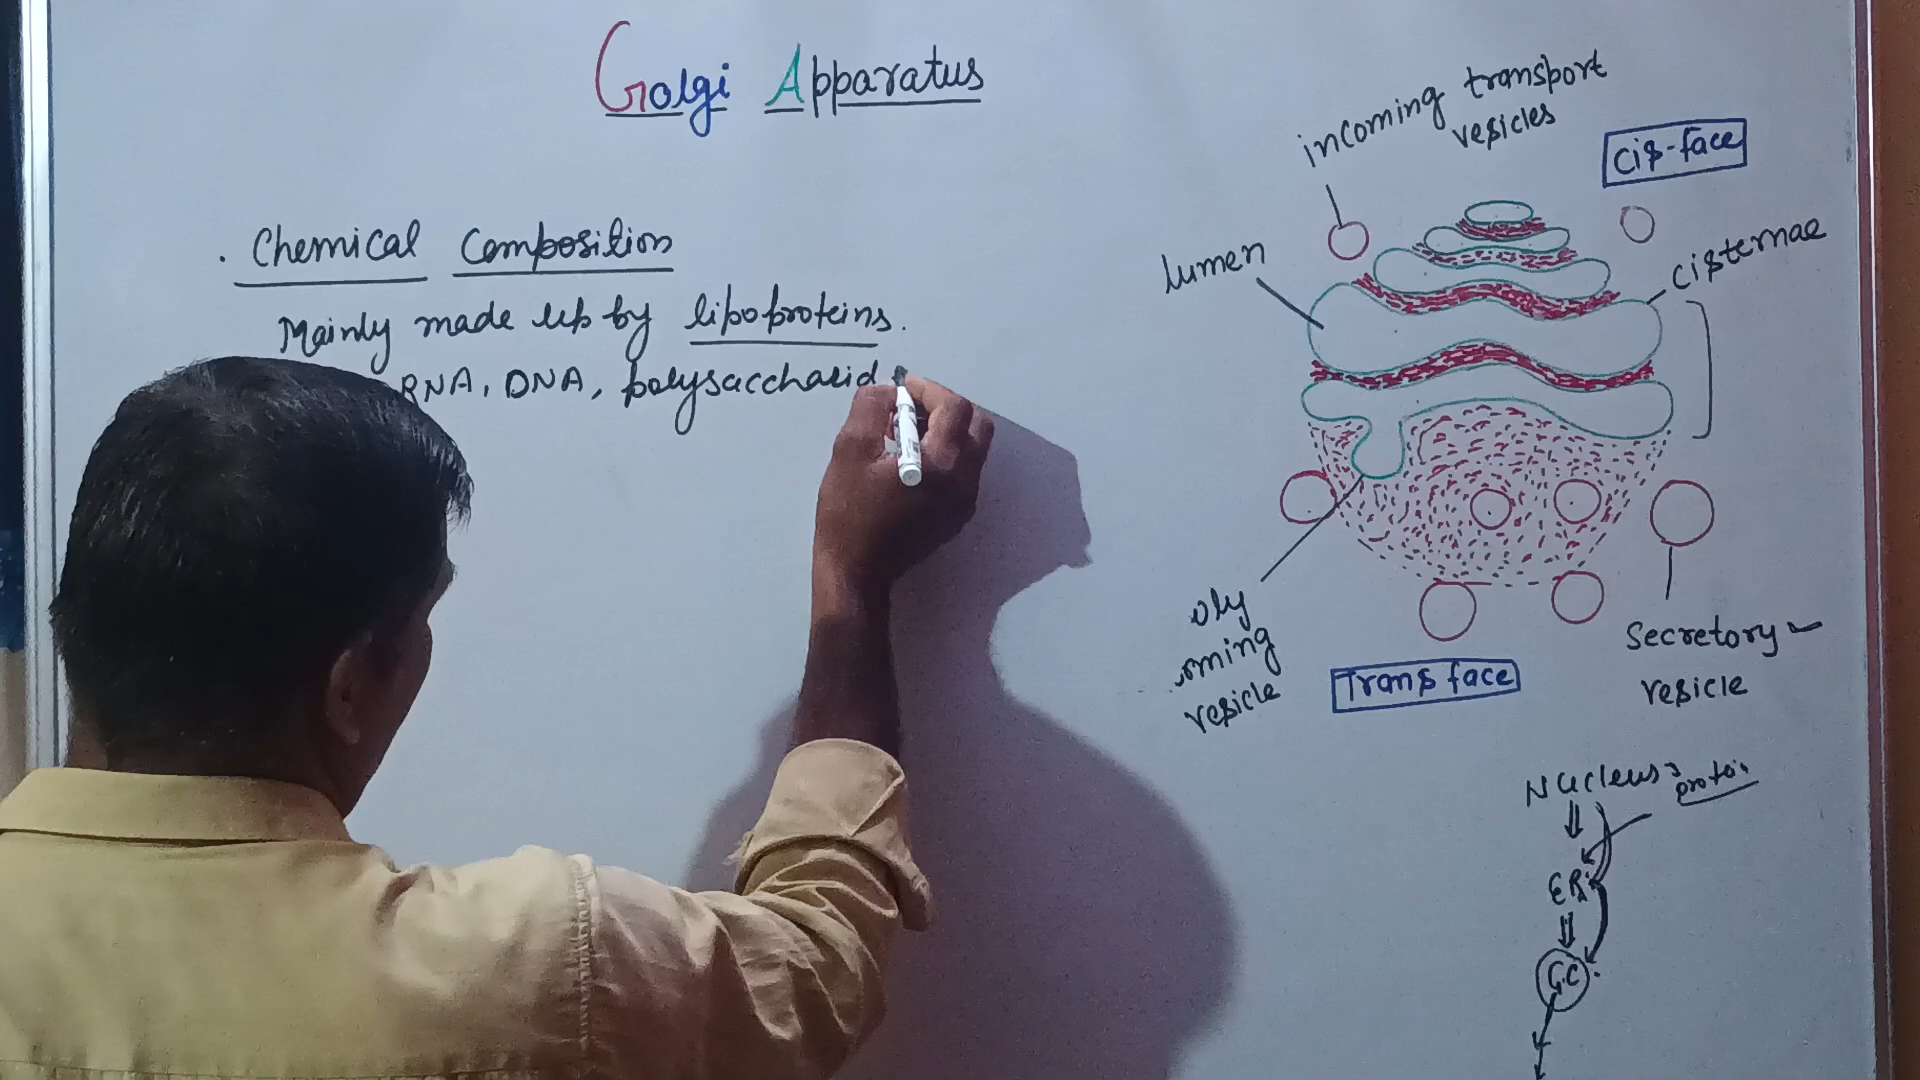 Golgi Apparatus
. Chemical Composition
Mainly made up by lipoproteins.
RNA, DNA, polysaccharid
incoming transport
vesicles
cis-face
lumen
cisternae
vesicle
Trans face
Secretory
vesicle
Nucleus
protein
ER
GC